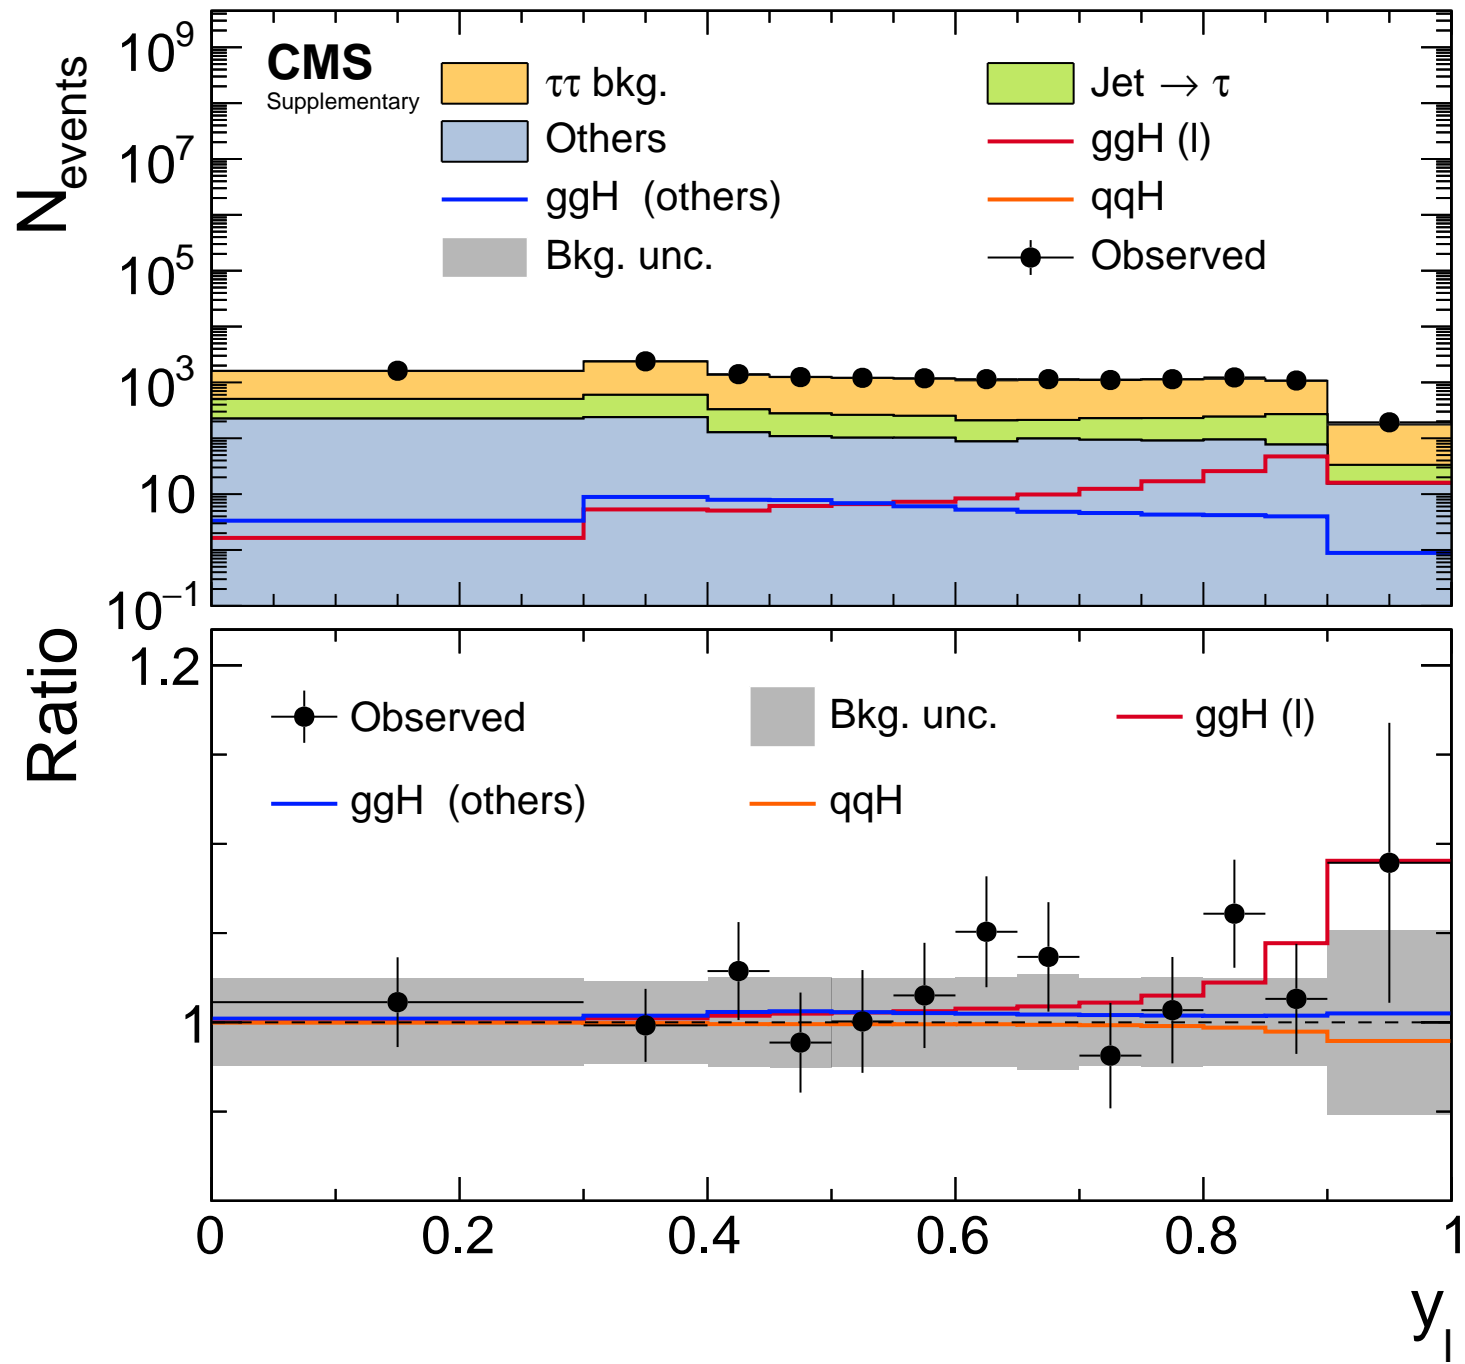 CMS
Supplementary
ττ bkg.
Jet → τ
Others
ggH (l)
ggH (others)
qqH
Bkg. unc.
Observed
N_events
10^9
10^7
10^5
10^3
10
10^−1
Ratio
1.2
1
Observed
Bkg. unc.
ggH (l)
ggH (others)
qqH
0 0.2 0.4 0.6 0.8 1
y_l